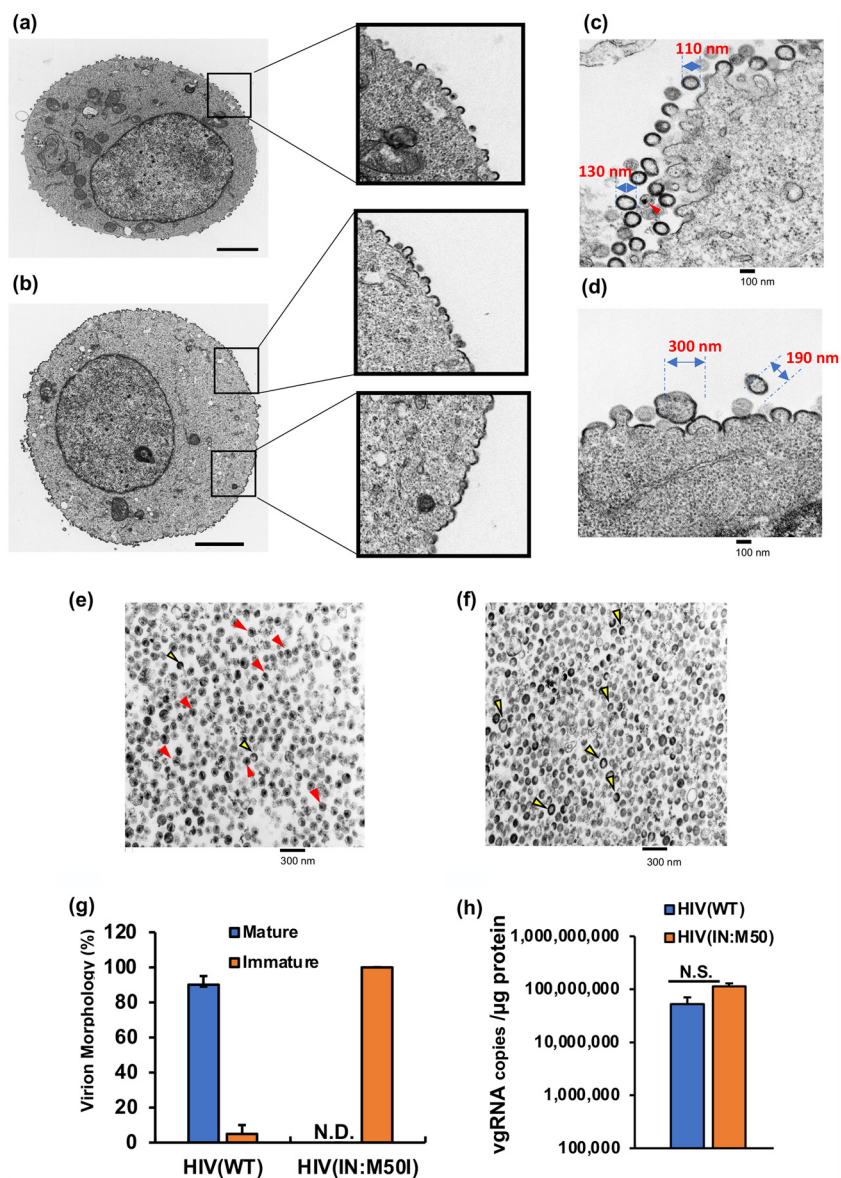 (a)
(b)
(c)
110 nm
130 nm
100 nm
(d)
300 nm
190 nm
100 nm
(e)
300 nm
(f)
300 nm
(g)
Virion Morphology (%)
120
100
80
60
40
20
0
Mature
Immature
N.D.
HIV(WT)
HIV(IN:M50I)
(h)
HIV(WT)
HIV(IN:M50)
vgRNA copies /μg protein
1,000,000,000
100,000,000
10,000,000
1,000,000
100,000
N.S.